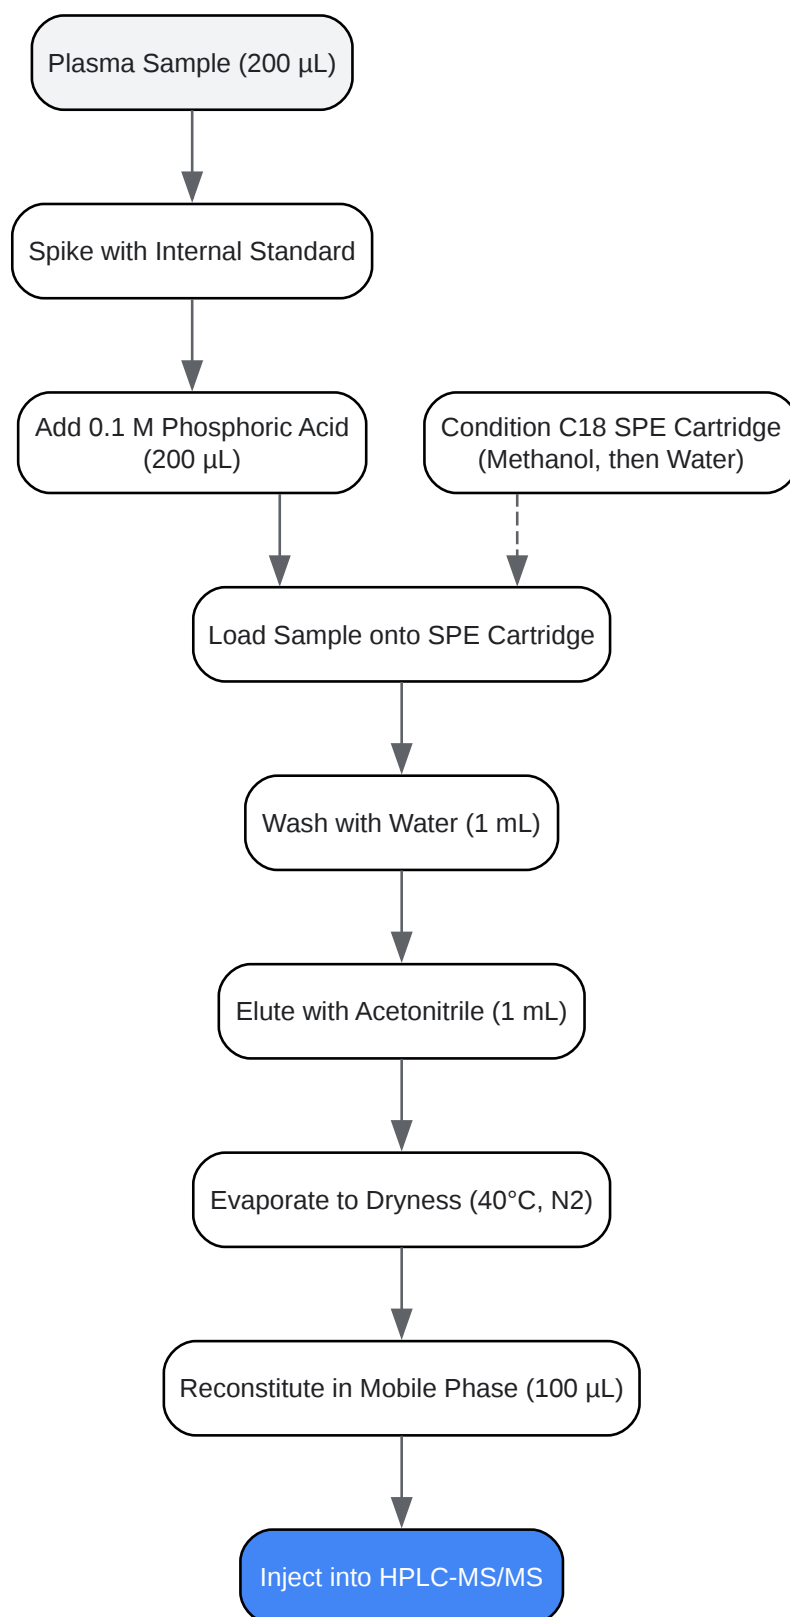 Plasma Sample (200 µL)
Spike with Internal Standard
Add 0.1 M Phosphoric Acid
(200 µL)
Condition C18 SPE Cartridge
(Methanol, then Water)
Load Sample onto SPE Cartridge
Wash with Water (1 mL)
Elute with Acetonitrile (1 mL)
Evaporate to Dryness (40°C, N2)
Reconstitute in Mobile Phase (100 µL)
Inject into HPLC-MS/MS